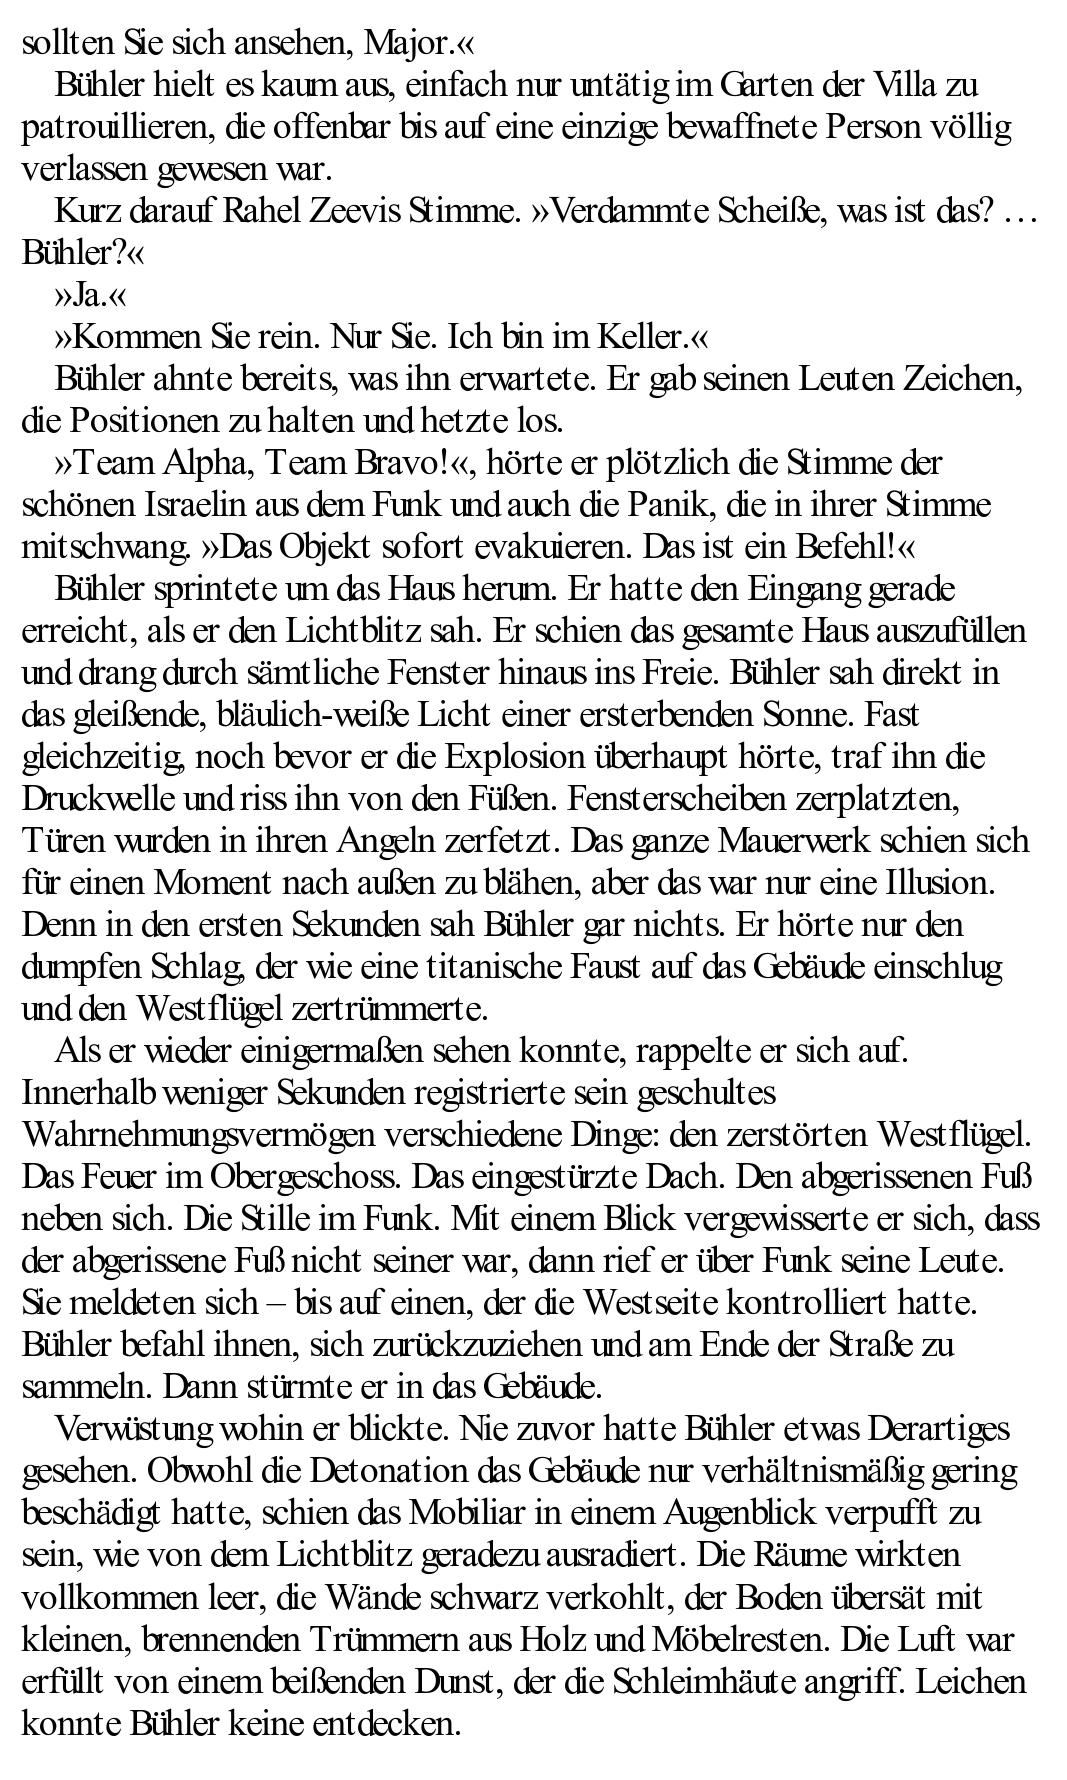 sollten Sie sich ansehen, Major.«
Bühler hielt es kaum aus, einfach nur untätig im Garten der Villa zu
patrouillieren, die offenbar bis auf eine einzige bewaffnete Person völlig
verlassen gewesen war.
Kurz darauf Rahel Zeevis Stimme. »Verdammte Scheiße, was ist das? …
Bühler?«
»Ja.«
»Kommen Sie rein. Nur Sie. Ich bin im Keller.«
Bühler ahnte bereits, was ihn erwartete. Er gab seinen Leuten Zeichen,
die Positionen zu halten und hetzte los.
»Team Alpha, Team Bravo!«, hörte er plötzlich die Stimme der
schönen Israelin aus dem Funk und auch die Panik, die in ihrer Stimme
mitschwang. »Das Objekt sofort evakuieren. Das ist ein Befehl!«
Bühler sprintete um das Haus herum. Er hatte den Eingang gerade
erreicht, als er den Lichtblitz sah. Er schien das gesamte Haus auszufüllen
und drang durch sämtliche Fenster hinaus ins Freie. Bühler sah direkt in
das gleißende, bläulich-weiße Licht einer ersterbenden Sonne. Fast
gleichzeitig, noch bevor er die Explosion überhaupt hörte, traf ihn die
Druckwelle und riss ihn von den Füßen. Fensterscheiben zerplatzten,
Türen wurden in ihren Angeln zerfetzt. Das ganze Mauerwerk schien sich
für einen Moment nach außen zu blähen, aber das war nur eine Illusion.
Denn in den ersten Sekunden sah Bühler gar nichts. Er hörte nur den
dumpfen Schlag, der wie eine titanische Faust auf das Gebäude einschlug
und den Westflügel zertrümmerte.
Als er wieder einigermaßen sehen konnte, rappelte er sich auf.
Innerhalb weniger Sekunden registrierte sein geschultes
Wahrnehmungsvermögen verschiedene Dinge: den zerstörten Westflügel.
Das Feuer im Obergeschoss. Das eingestürzte Dach. Den abgerissenen Fuß
neben sich. Die Stille im Funk. Mit einem Blick vergewisserte er sich, dass
der abgerissene Fuß nicht seiner war, dann rief er über Funk seine Leute.
Sie meldeten sich – bis auf einen, der die Westseite kontrolliert hatte.
Bühler befahl ihnen, sich zurückzuziehen und am Ende der Straße zu
sammeln. Dann stürmte er in das Gebäude.
Verwüstung wohin er blickte. Nie zuvor hatte Bühler etwas Derartiges
gesehen. Obwohl die Detonation das Gebäude nur verhältnismäßig gering
beschädigt hatte, schien das Mobiliar in einem Augenblick verpufft zu
sein, wie von dem Lichtblitz geradezu ausradiert. Die Räume wirkten
vollkommen leer, die Wände schwarz verkohlt, der Boden übersät mit
kleinen, brennenden Trümmern aus Holz und Möbelresten. Die Luft war
erfüllt von einem beißenden Dunst, der die Schleimhäute angriff. Leichen
konnte Bühler keine entdecken.